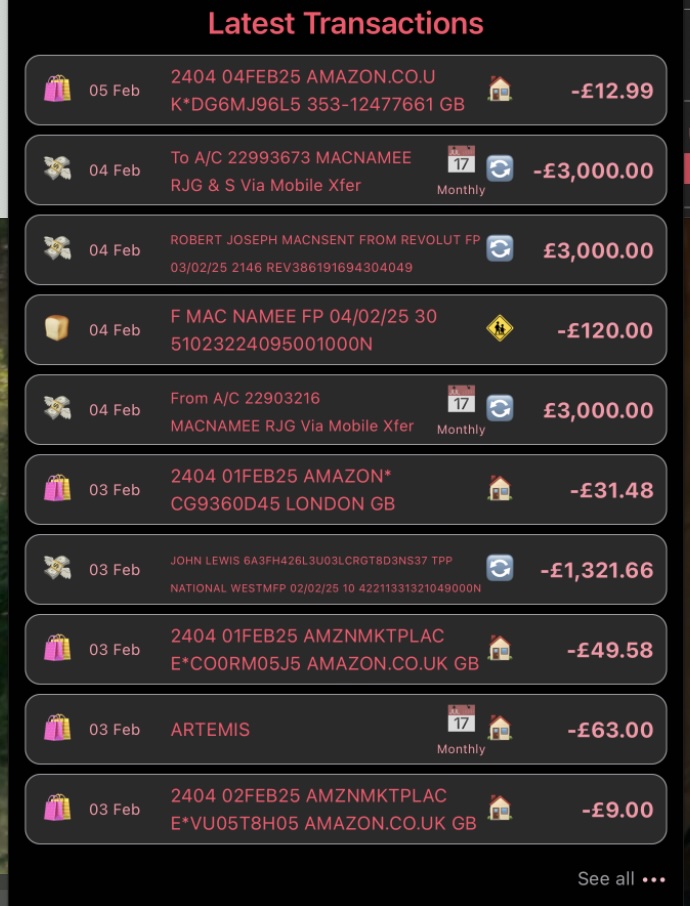 Latest Transactions
05 Feb
2404 04FEB25 AMAZON.CO.U
K*DG6MJ96L5 353-12477661 GB
-£12.99
04 Feb
To A/C 22993673 MACNAMEE
RJG & S Via Mobile Xfer
JUL
17
Monthly
-£3,000.00
04 Feb
ROBERT JOSEPH MACNSENT FROM REVOLUT FP
03/02/25 2146 REV386191694304049
£3,000.00
04 Feb
F MAC NAMEE FP 04/02/25 30
51023224095001000N
-£120.00
04 Feb
From A/C 22903216
MACNAMEE RJG Via Mobile Xfer
JUL
17
Monthly
£3,000.00
03 Feb
2404 01FEB25 AMAZON*
CG9360D45 LONDON GB
-£31.48
03 Feb
JOHN LEWIS 6A3FH426L3U03LCRGT8D3NS37 TPP
NATIONAL WESTMFP 02/02/25 10 42211331321049000N
-£1,321.66
03 Feb
2404 01FEB25 AMZNMKTPLAC
E*CO0RM05J5 AMAZON.CO.UK GB
-£49.58
03 Feb
ARTEMIS
JUL
17
Monthly
-£63.00
03 Feb
2404 02FEB25 AMZNMKTPLAC
E*VU05T8H05 AMAZON.CO.UK GB
-£9.00
See all •••